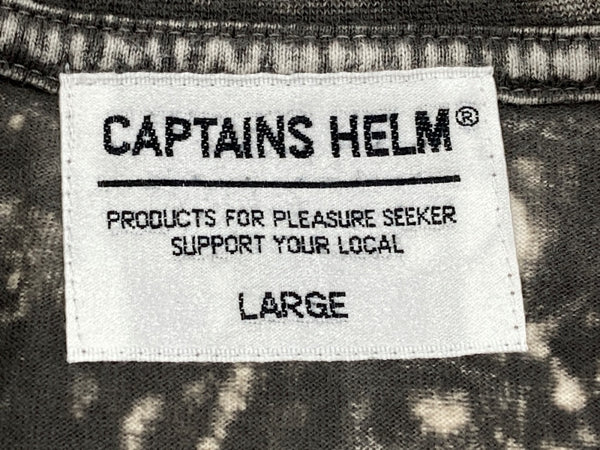 CAPTAINS HELM®
PRODUCTS FOR PLEASURE SEEKER
SUPPORT YOUR LOCAL
LARGE